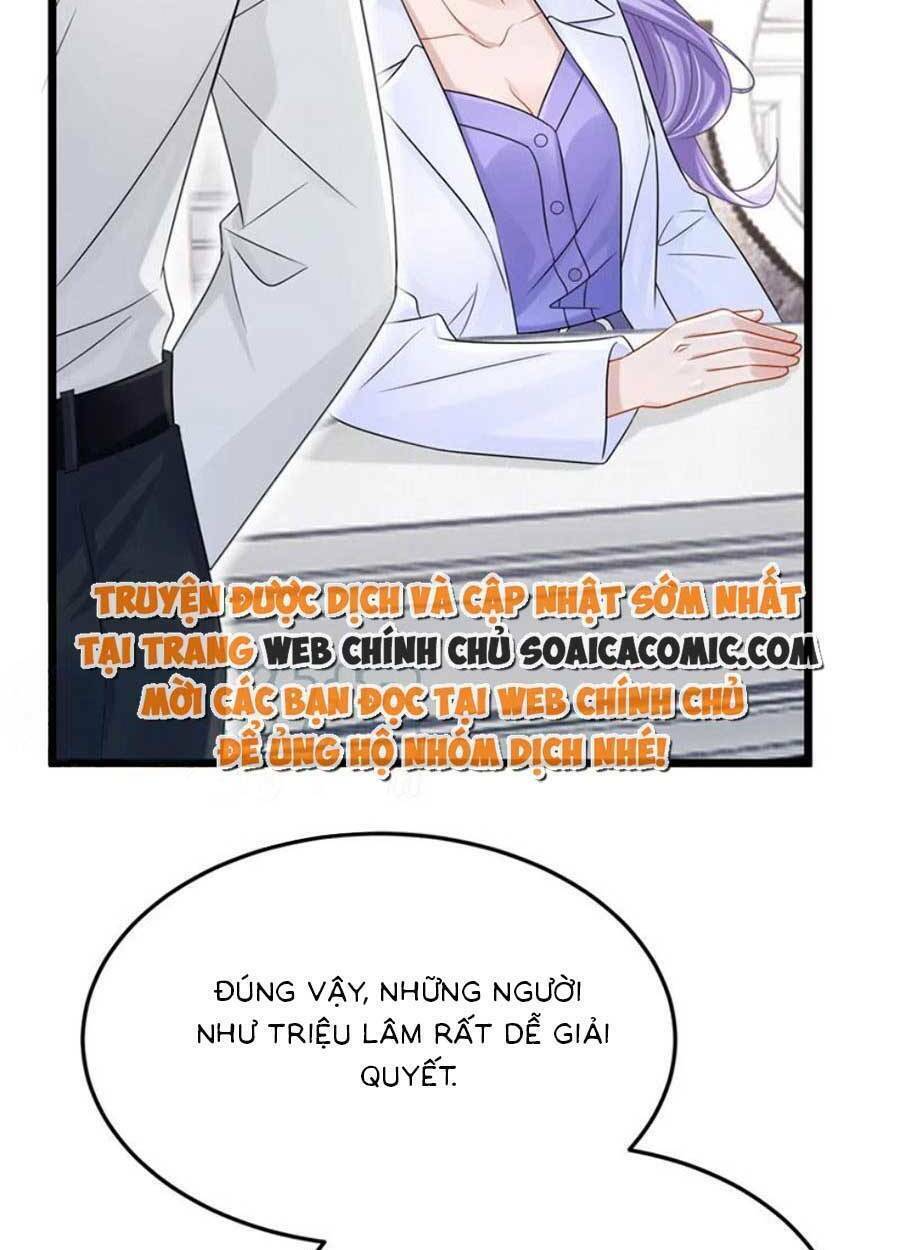 TRUYỆN ĐƯỢC DỊCH VÀ CẬP NHẬT SỚM NHẤT
TẠI TRANG WEB CHÍNH CHỦ SOAICACOMIC.COM
MỜI CÁC BẠN ĐỌC TẠI WEB CHÍNH CHỦ
ĐỂ ỦNG HỘ NHÓM DỊCH NHÉ!
ĐÚNG VẬY, NHỮNG NGƯỜI
NHƯ TRIỆU LÂM RẤT DỄ GIẢI
QUYẾT.